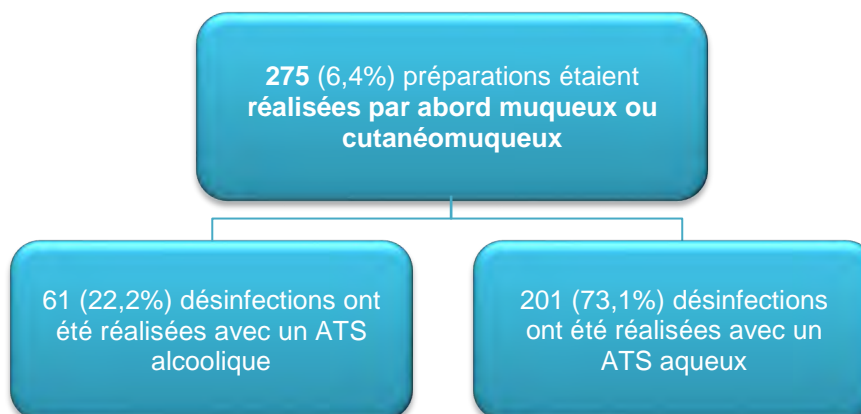 275 (6,4%) préparations étaient
réalisées par abord muqueux ou
cutanéomuqueux
61 (22,2%) désinfections ont
été réalisées avec un ATS
alcoolique
201 (73,1%) désinfections
ont été réalisées avec un
ATS aqueux